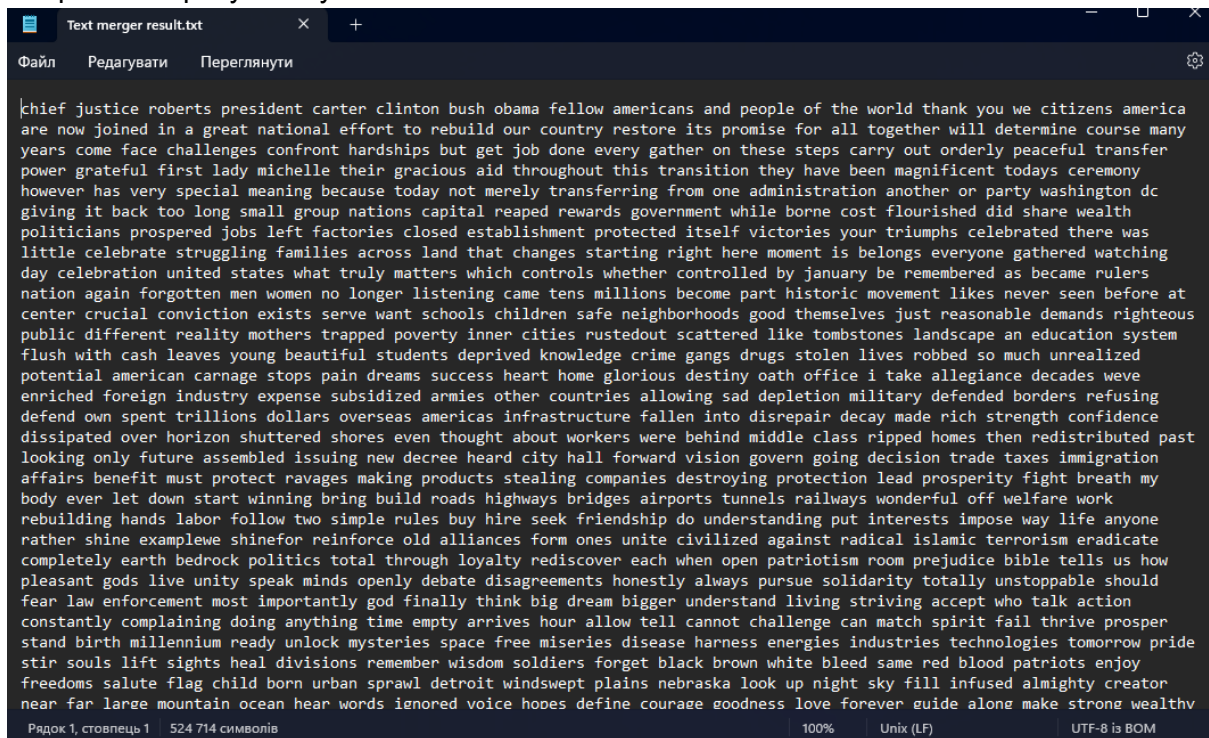 Text merger result.txt
Файл Редагувати Переглянути
chief justice roberts president carter clinton bush obama fellow americans and people of the world thank you we citizens america
are now joined in a great national effort to rebuild our country restore its promise for all together will determine course many
years come face challenges confront hardships but get job done every gather on these steps carry out orderly peaceful transfer
power grateful first lady michelle their gracious aid throughout this transition they have been magnificent todays ceremony
however has very special meaning because today not merely transferring from one administration another or party washington dc
giving it back too long small group nations capital reaped rewards government while borne cost flourished did share wealth
politicians prospered jobs left factories closed establishment protected itself victories your triumphs celebrated there was
little celebrate struggling families across land that changes starting right here moment is belongs everyone gathered watching
day celebration united states what truly matters which controls whether controlled by january be remembered as became rulers
nation again forgotten men women no longer listening came tens millions become part historic movement likes never seen before at
center crucial conviction exists serve want schools children safe neighborhoods good themselves just reasonable demands righteous
public different reality mothers trapped poverty inner cities rustedout scattered like tombstones landscape an education system
flush with cash leaves young beautiful students deprived knowledge crime gangs drugs stolen lives robbed so much unrealized
potential american carnage stops pain dreams success heart home glorious destiny oath office i take allegiance decades weve
enriched foreign industry expense subsidized armies other countries allowing sad depletion military defended borders refusing
defend own spent trillions dollars overseas americas infrastructure fallen into disrepair decay made rich strength confidence
dissipated over horizon shuttered shores even thought about workers were behind middle class ripped homes then redistributed past
looking only future assembled issuing new decree heard city hall forward vision govern going decision trade taxes immigration
affairs benefit must protect ravages making products stealing companies destroying protection lead prosperity fight breath my
body ever let down start winning bring build roads highways bridges airports tunnels railways wonderful off welfare work
rebuilding hands labor follow two simple rules buy hire seek friendship do understanding put interests impose way life anyone
rather shine examplewe shinefor reinforce old alliances form ones unite civilized against radical islamic terrorism eradicate
completely earth bedrock politics total through loyalty rediscover each when open patriotism room prejudice bible tells us how
pleasant gods live unity speak minds openly debate disagreements honestly always pursue solidarity totally unstoppable should
fear law enforcement most importantly god finally think big dream bigger understand living striving accept who talk action
constantly complaining doing anything time empty arrives hour allow tell cannot challenge can match spirit fail thrive prosper
stand birth millennium ready unlock mysteries space free miseries disease harness energies industries technologies tomorrow pride
stir souls lift sights heal divisions remember wisdom soldiers forget black brown white bleed same red blood patriots enjoy
freedoms salute flag child born urban sprawl detroit windswept plains nebraska look up night sky fill infused almighty creator
near far large mountain ocean hear words ignored voice hopes define courage goodness love forever guide along make strong wealthy
Рядок 1, стовпець 1 524 714 символів 100% Unix (LF) UTF-8 із BOM